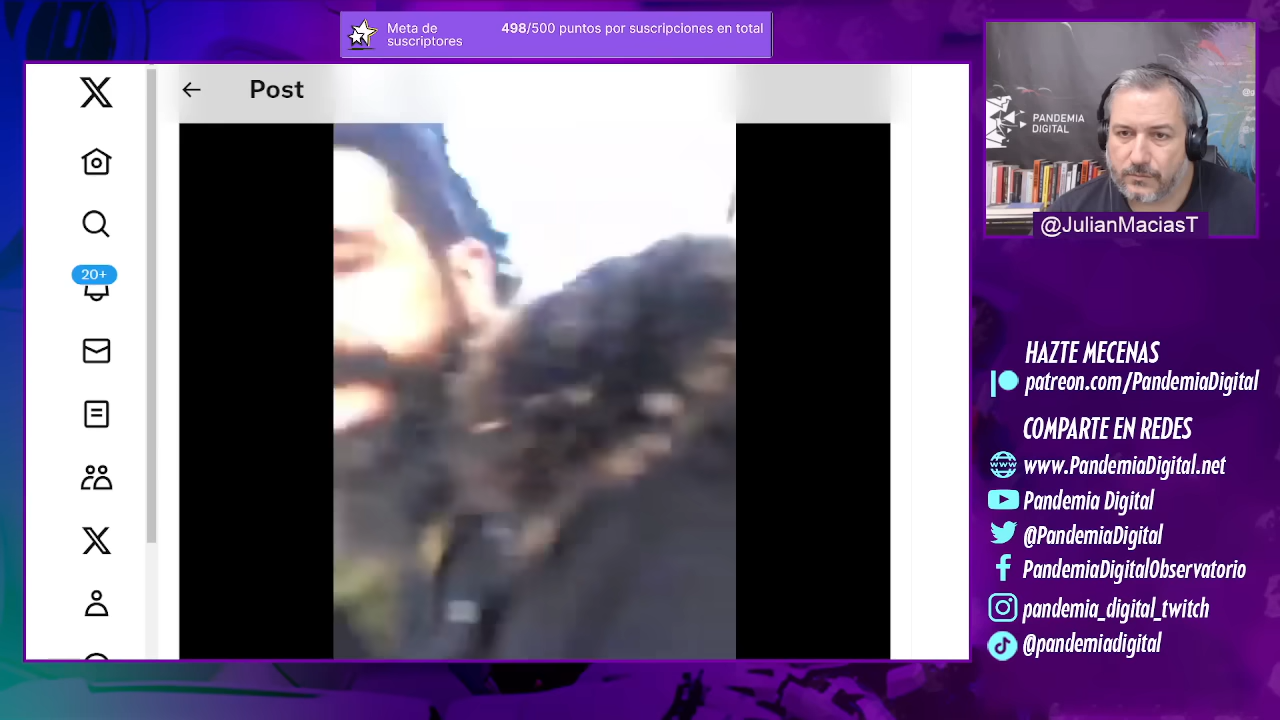 Meta de
suscriptores
498/500 puntos por suscripciones en total
Post
20+
PANDEMIA
DIGITAL
@JulianMaciasT
HAZTE MECENAS
patreon.com/PandemiaDigital
COMPARTE EN REDES
www.PandemiaDigital.net
Pandemia Digital
@PandemiaDigital
PandemiaDigitalObservatorio
pandemia_digital_twitch
@pandemiadigital